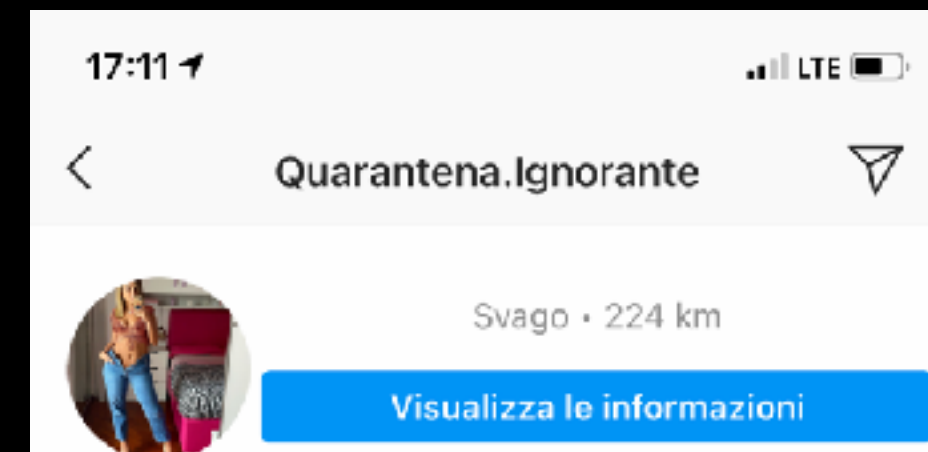 17:11 LTE
Quarantena.Ignorante
Svago • 224 km
Visualizza le informazioni